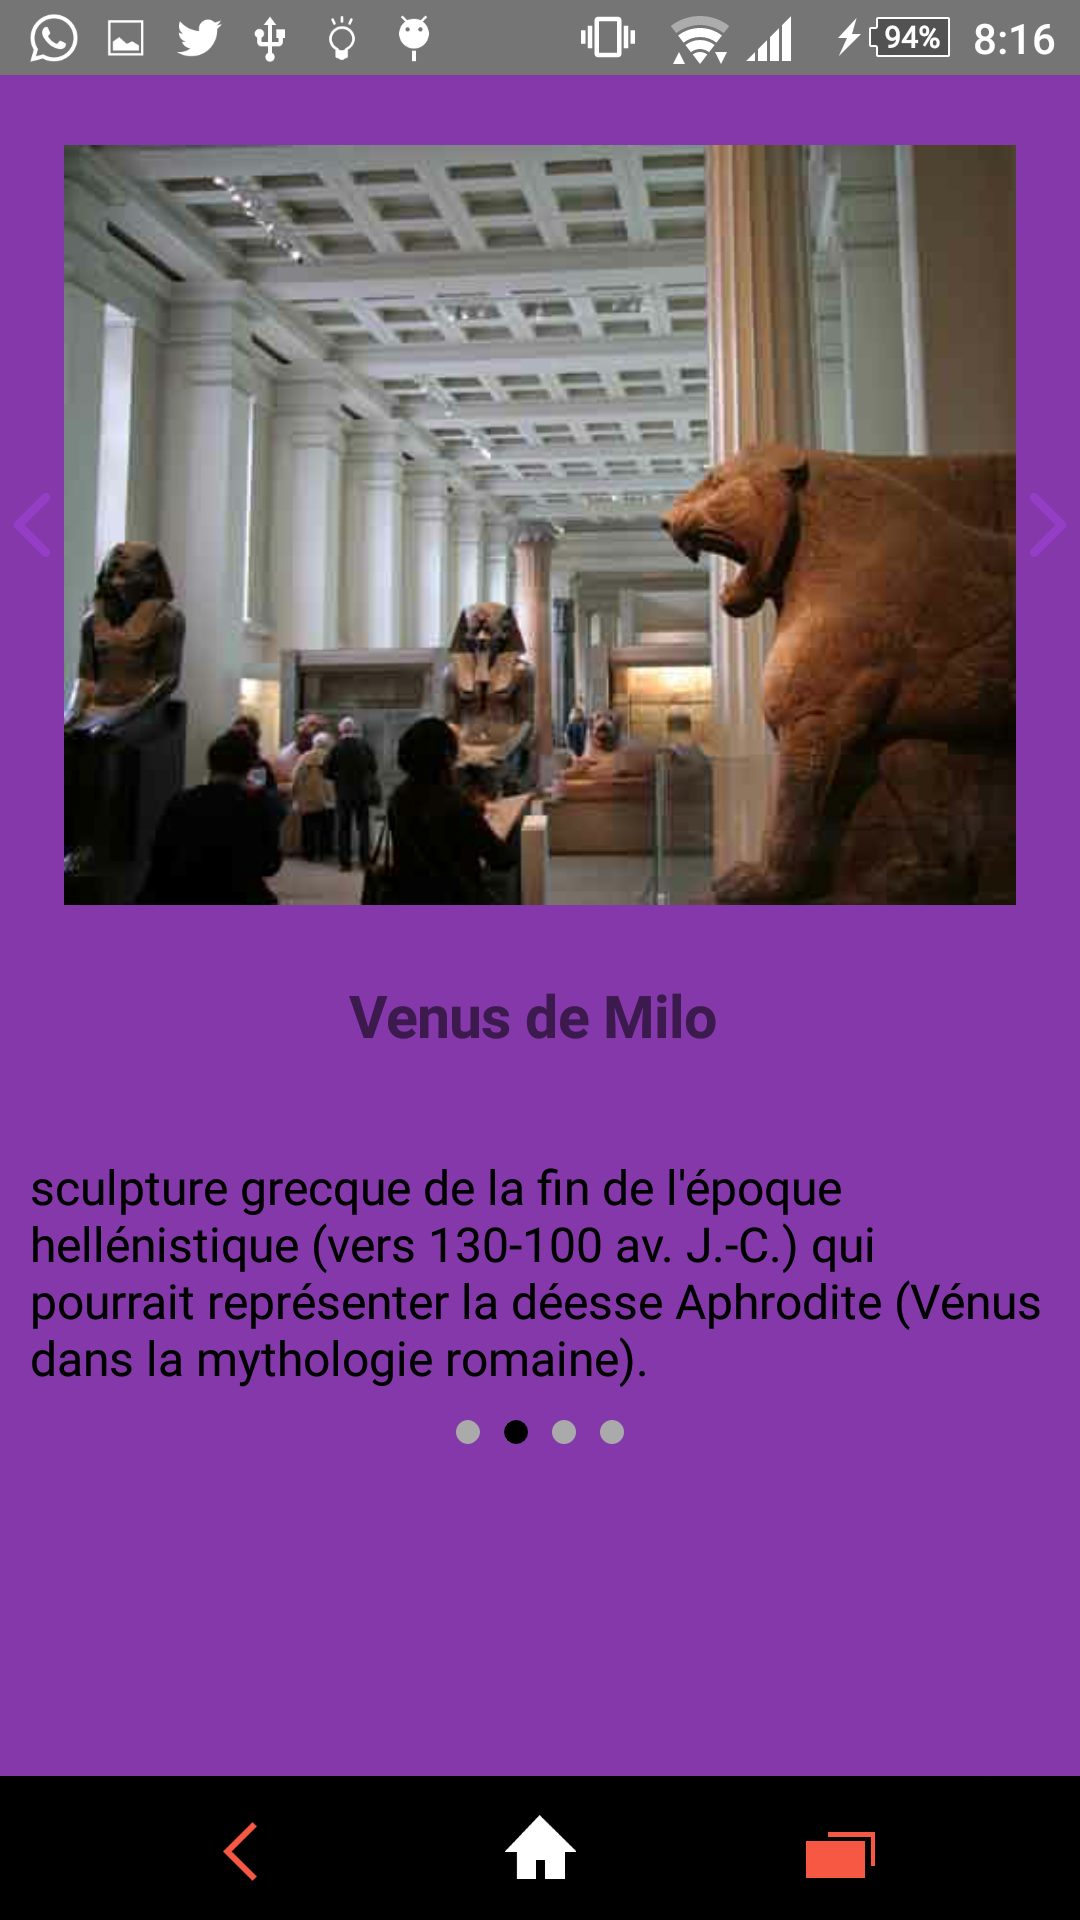 94% 8:16
Venus de Milo
sculpture grecque de la fin de l'époque
hellénistique (vers 130-100 av. J.-C.) qui
pourrait représenter la déesse Aphrodite (Vénus
dans la mythologie romaine).